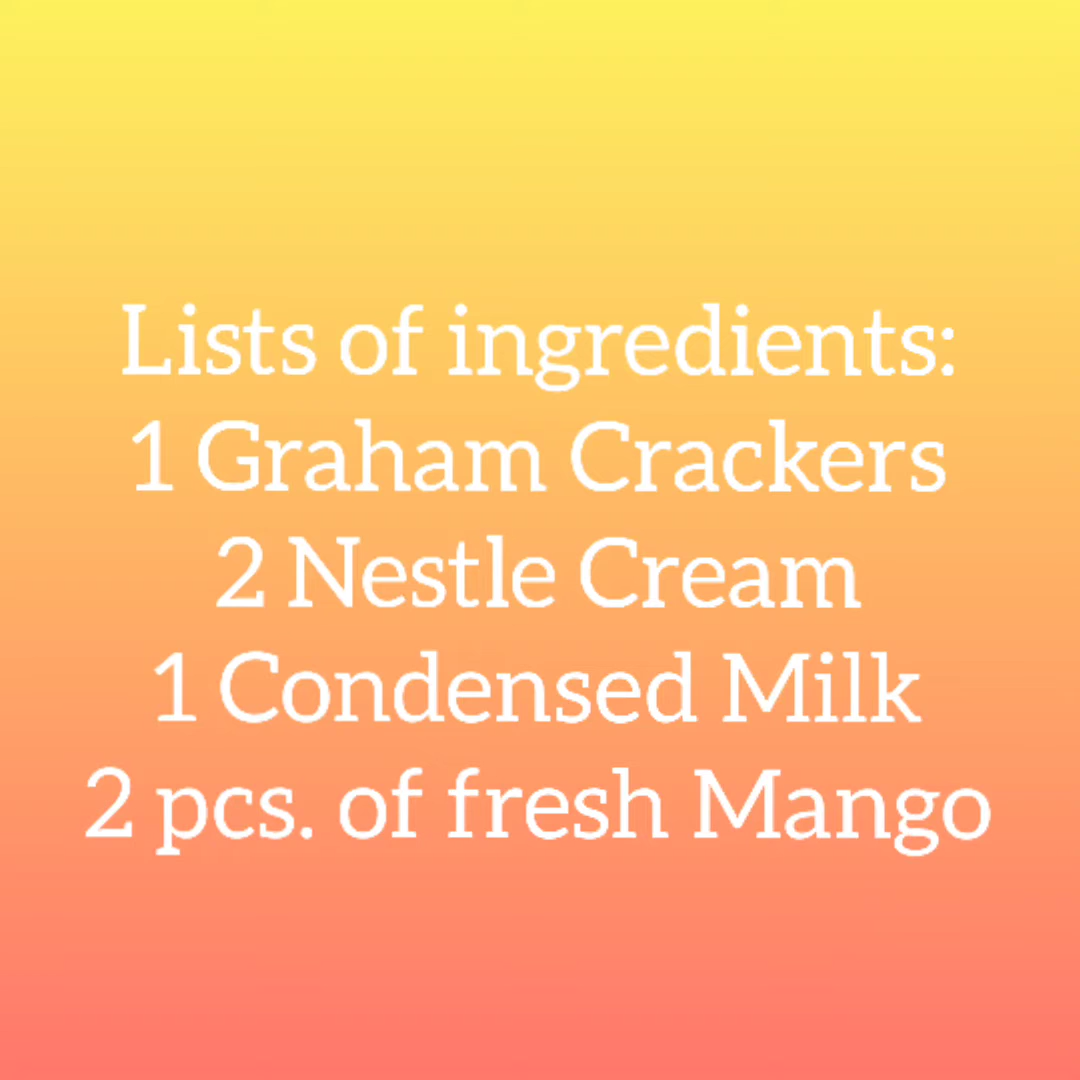 Lists of ingredients:
1 Graham Crackers
2 Nestle Cream
1 Condensed Milk
2 pcs. of fresh Mango